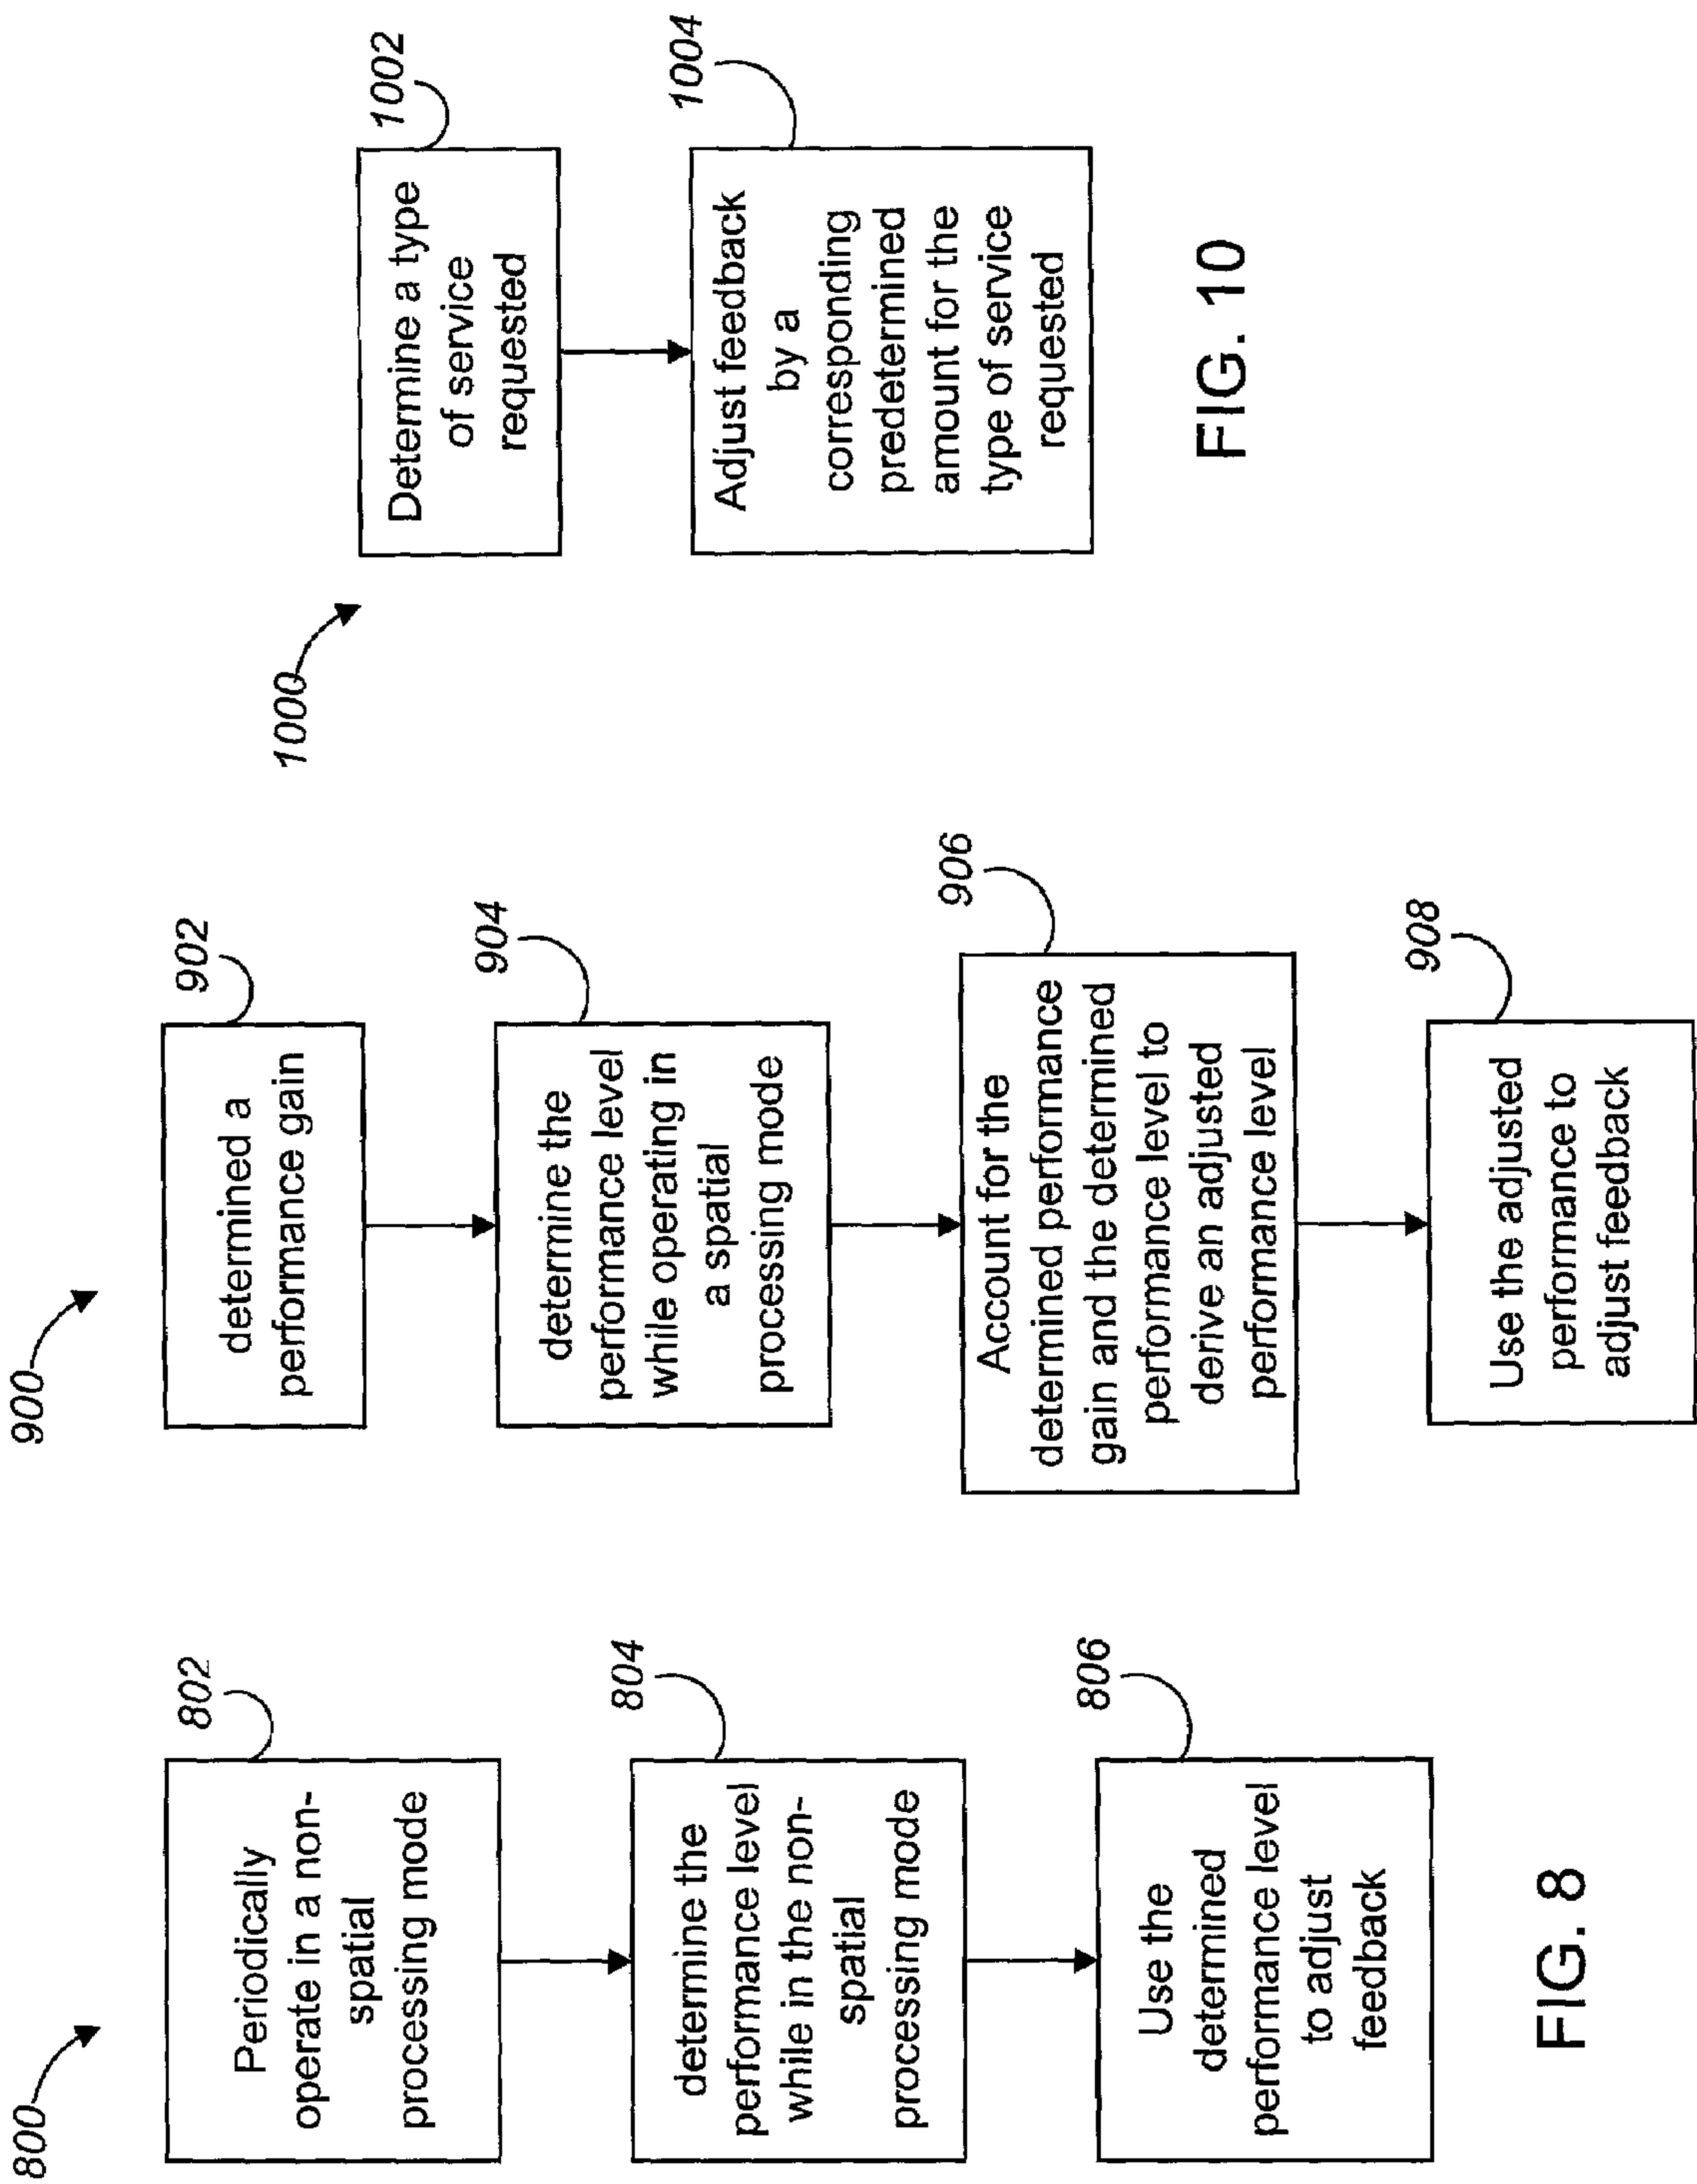 800
802
Periodically
operate in a non-
spatial
processing mode
804
determine the
performance level
while in the non-
spatial
processing mode
806
Use the
determined
performance level
to adjust
feedback
FIG. 8
900
902
determined a
performance gain
904
determine the
performance level
while operating in
a spatial
processing mode
906
Account for the
determined performance
gain and the determined
performance level to
derive an adjusted
performance level
908
Use the adjusted
performance to
adjust feedback
1000
1002
Determine a type
of service
requested
1004
Adjust feedback
by a
corresponding
predetermined
amount for the
type of service
requested
FIG. 10